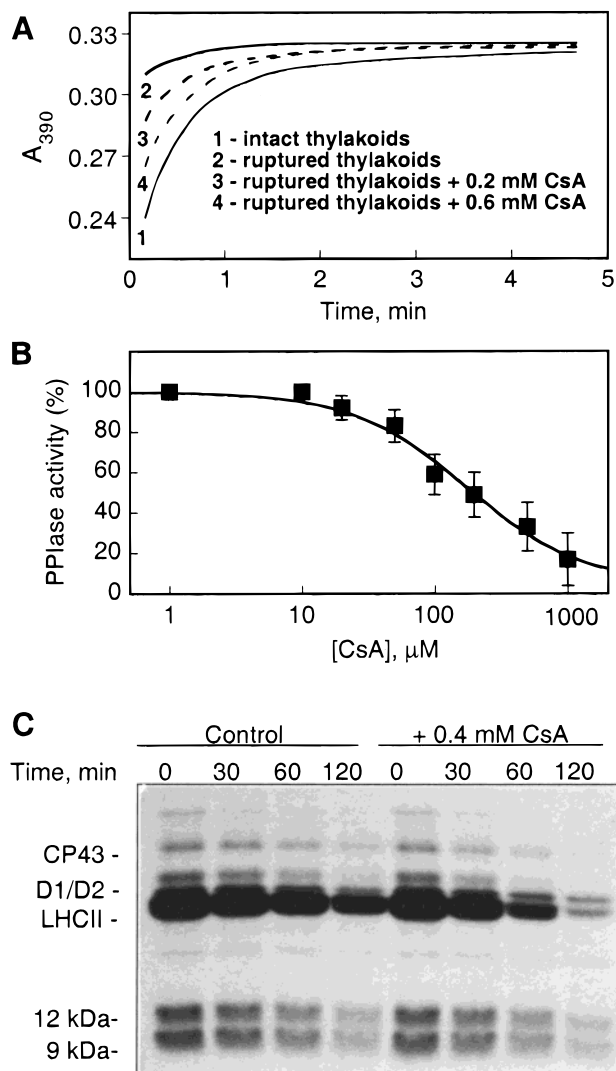 A
0.33
0.30
0.27
0.24
A390
2
3
4
1
1 - intact thylakoids
2 - ruptured thylakoids
3 - ruptured thylakoids + 0.2 mM CsA
4 - ruptured thylakoids + 0.6 mM CsA
0 1 2 3 4 5
Time, min
B
PPIase activity (%)
100
80
60
40
20
0
1 10 100 1000
[CsA], μM
C
Control + 0.4 mM CsA
Time, min 0 30 60 120 0 30 60 120
CP43 -
D1/D2 -
LHCII -
12 kDa-
9 kDa-